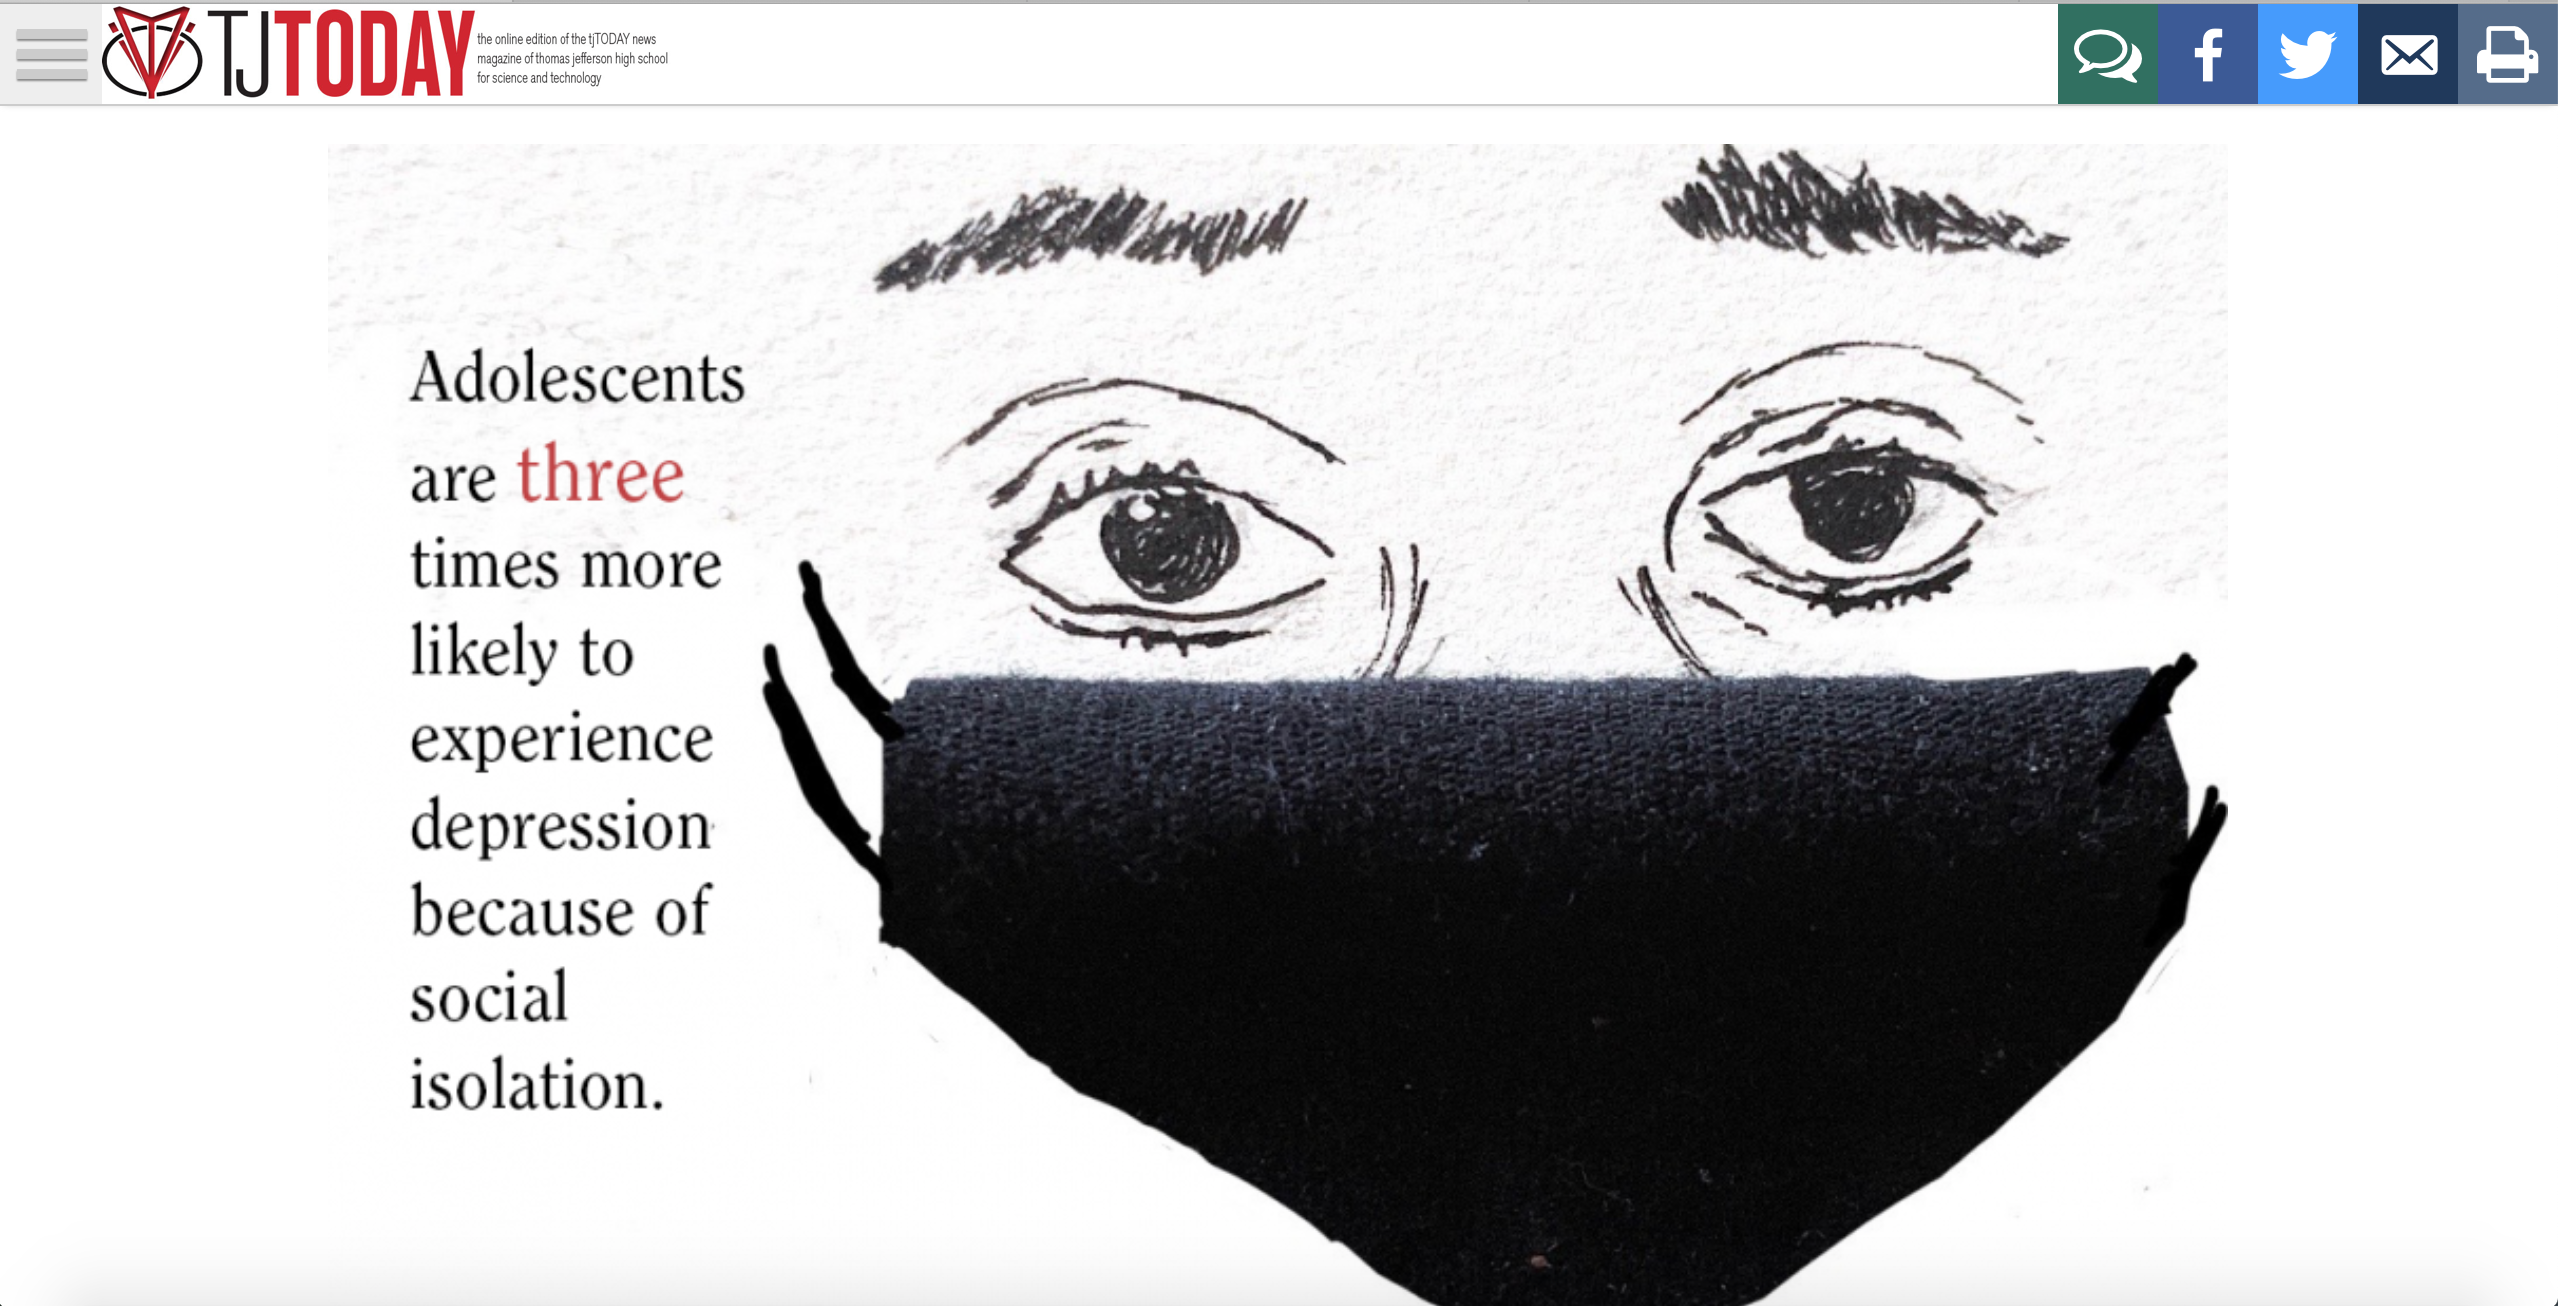 TJTODAY
the online edition of the tjTODAY news
magazine of thomas jefferson high school
for science and technology
Adolescents
are three
times more
likely to
experience
depression
because of
social
isolation.